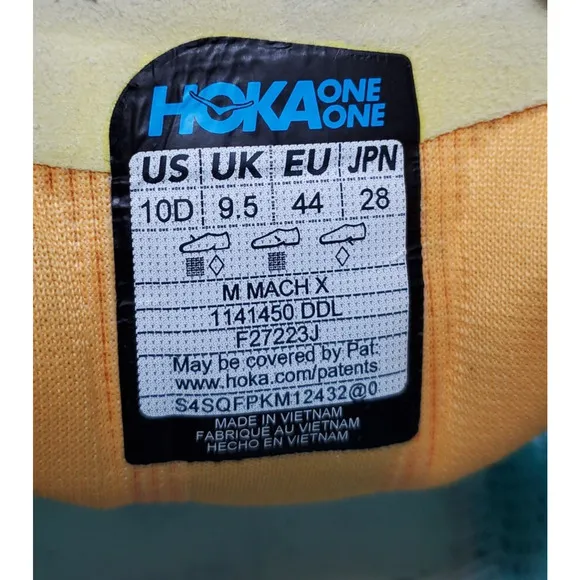 HOKA ONE ONE
US UK EU JPN
10D 9.5 44 28
M MACH X
1141450 DDL
F27223J
May be covered by Pat:
www.hoka.com/patents
S4SQFPKM12432@0
MADE IN VIETNAM
FABRIQUE AU VIETNAM
HECHO EN VIETNAM